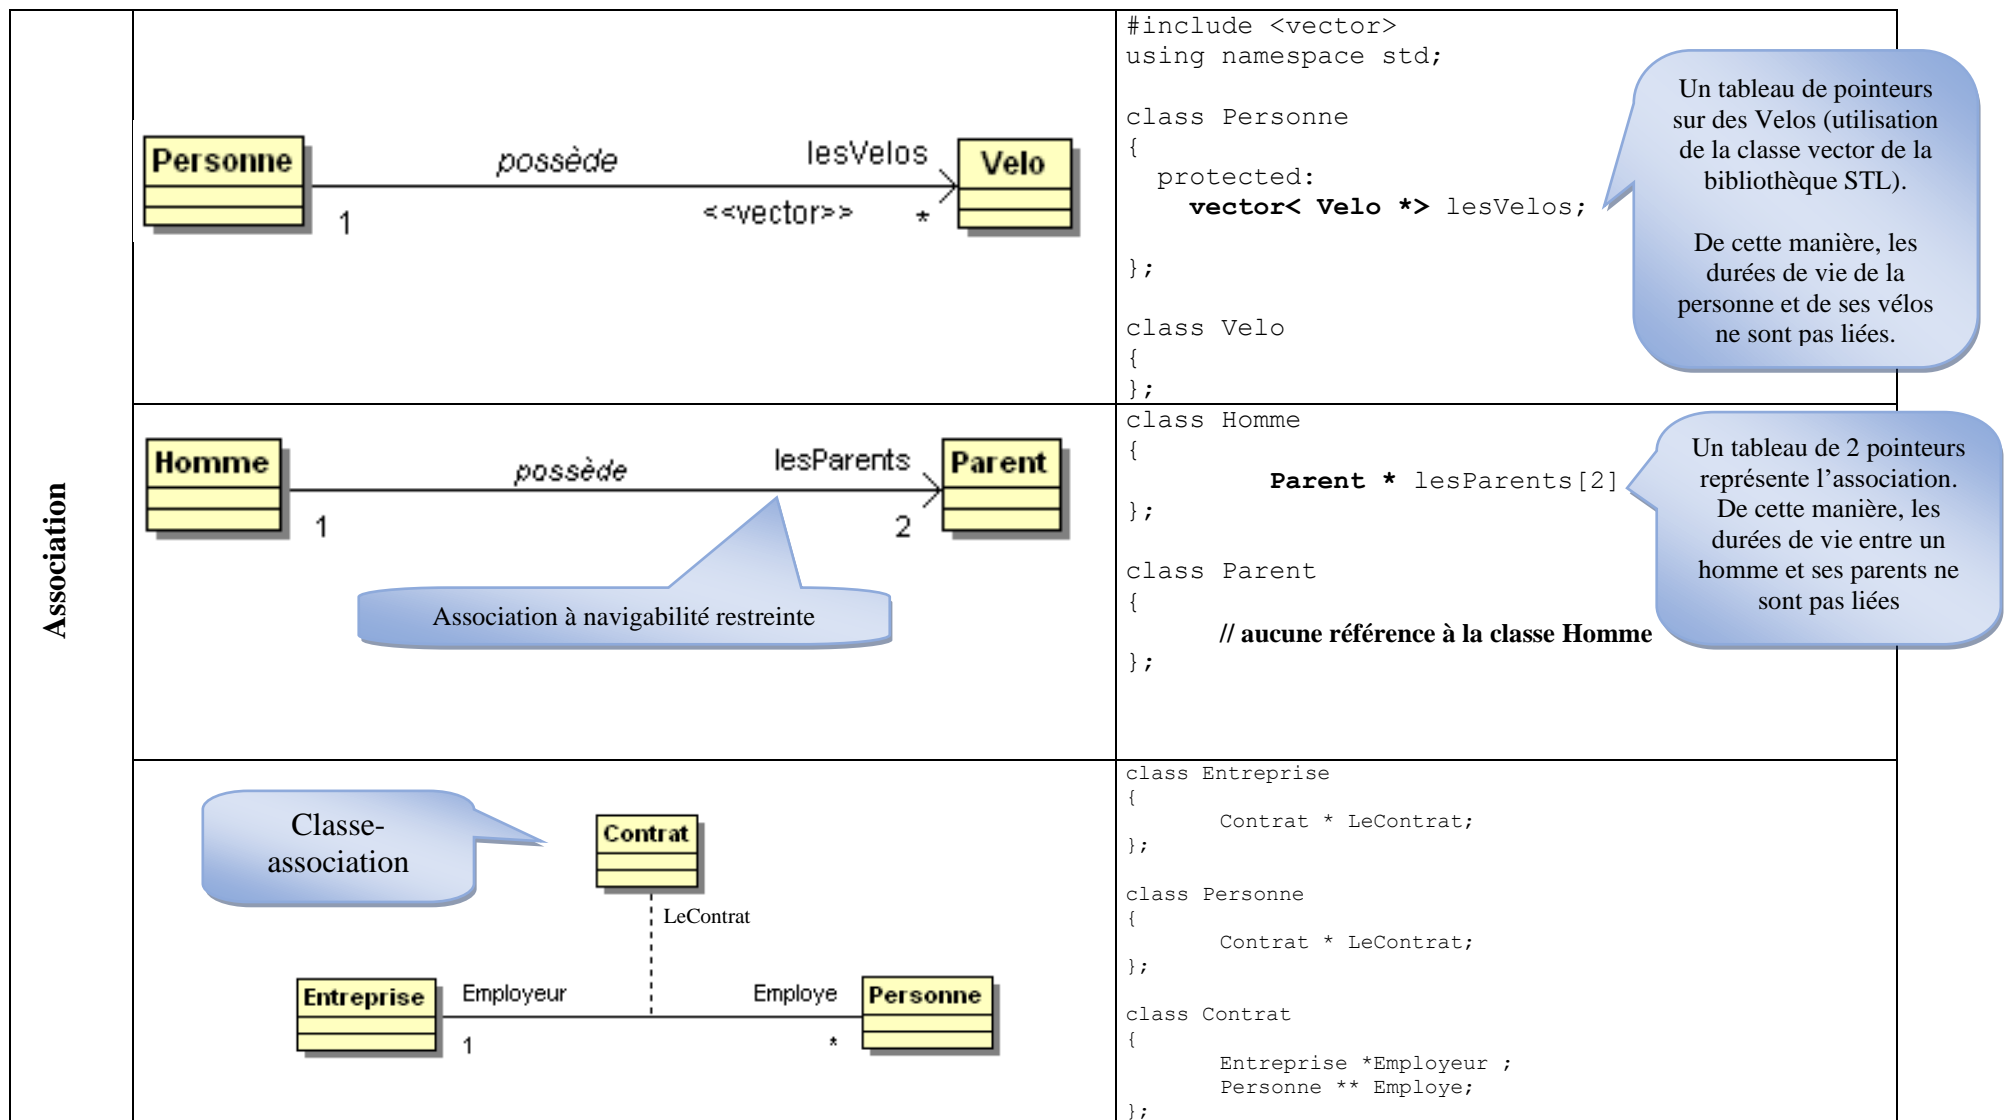 Association
Personne
possède
lesVelos
Velo
1
<<vector>>
*
#include <vector>
using namespace std;
class Personne
{
protected:
vector< Velo *> lesVelos;
};
class Velo
{
};
Un tableau de pointeurs
sur des Velos (utilisation
de la classe vector de la
bibliothèque STL).
De cette manière, les
durées de vie de la
personne et de ses vélos
ne sont pas liées.
Homme
possède
lesParents
Parent
1
2
Association à navigabilité restreinte
class Homme
{
Parent * lesParents[2]
};
class Parent
{
// aucune référence à la classe Homme
};
Un tableau de 2 pointeurs
représente l’association.
De cette manière, les
durées de vie entre un
homme et ses parents ne
sont pas liées
Classe-
association
Contrat
LeContrat
Entreprise
Employeur
Employe
Personne
1
*
class Entreprise
{
Contrat * LeContrat;
};
class Personne
{
Contrat * LeContrat;
};
class Contrat
{
Entreprise *Employeur ;
Personne ** Employe;
};